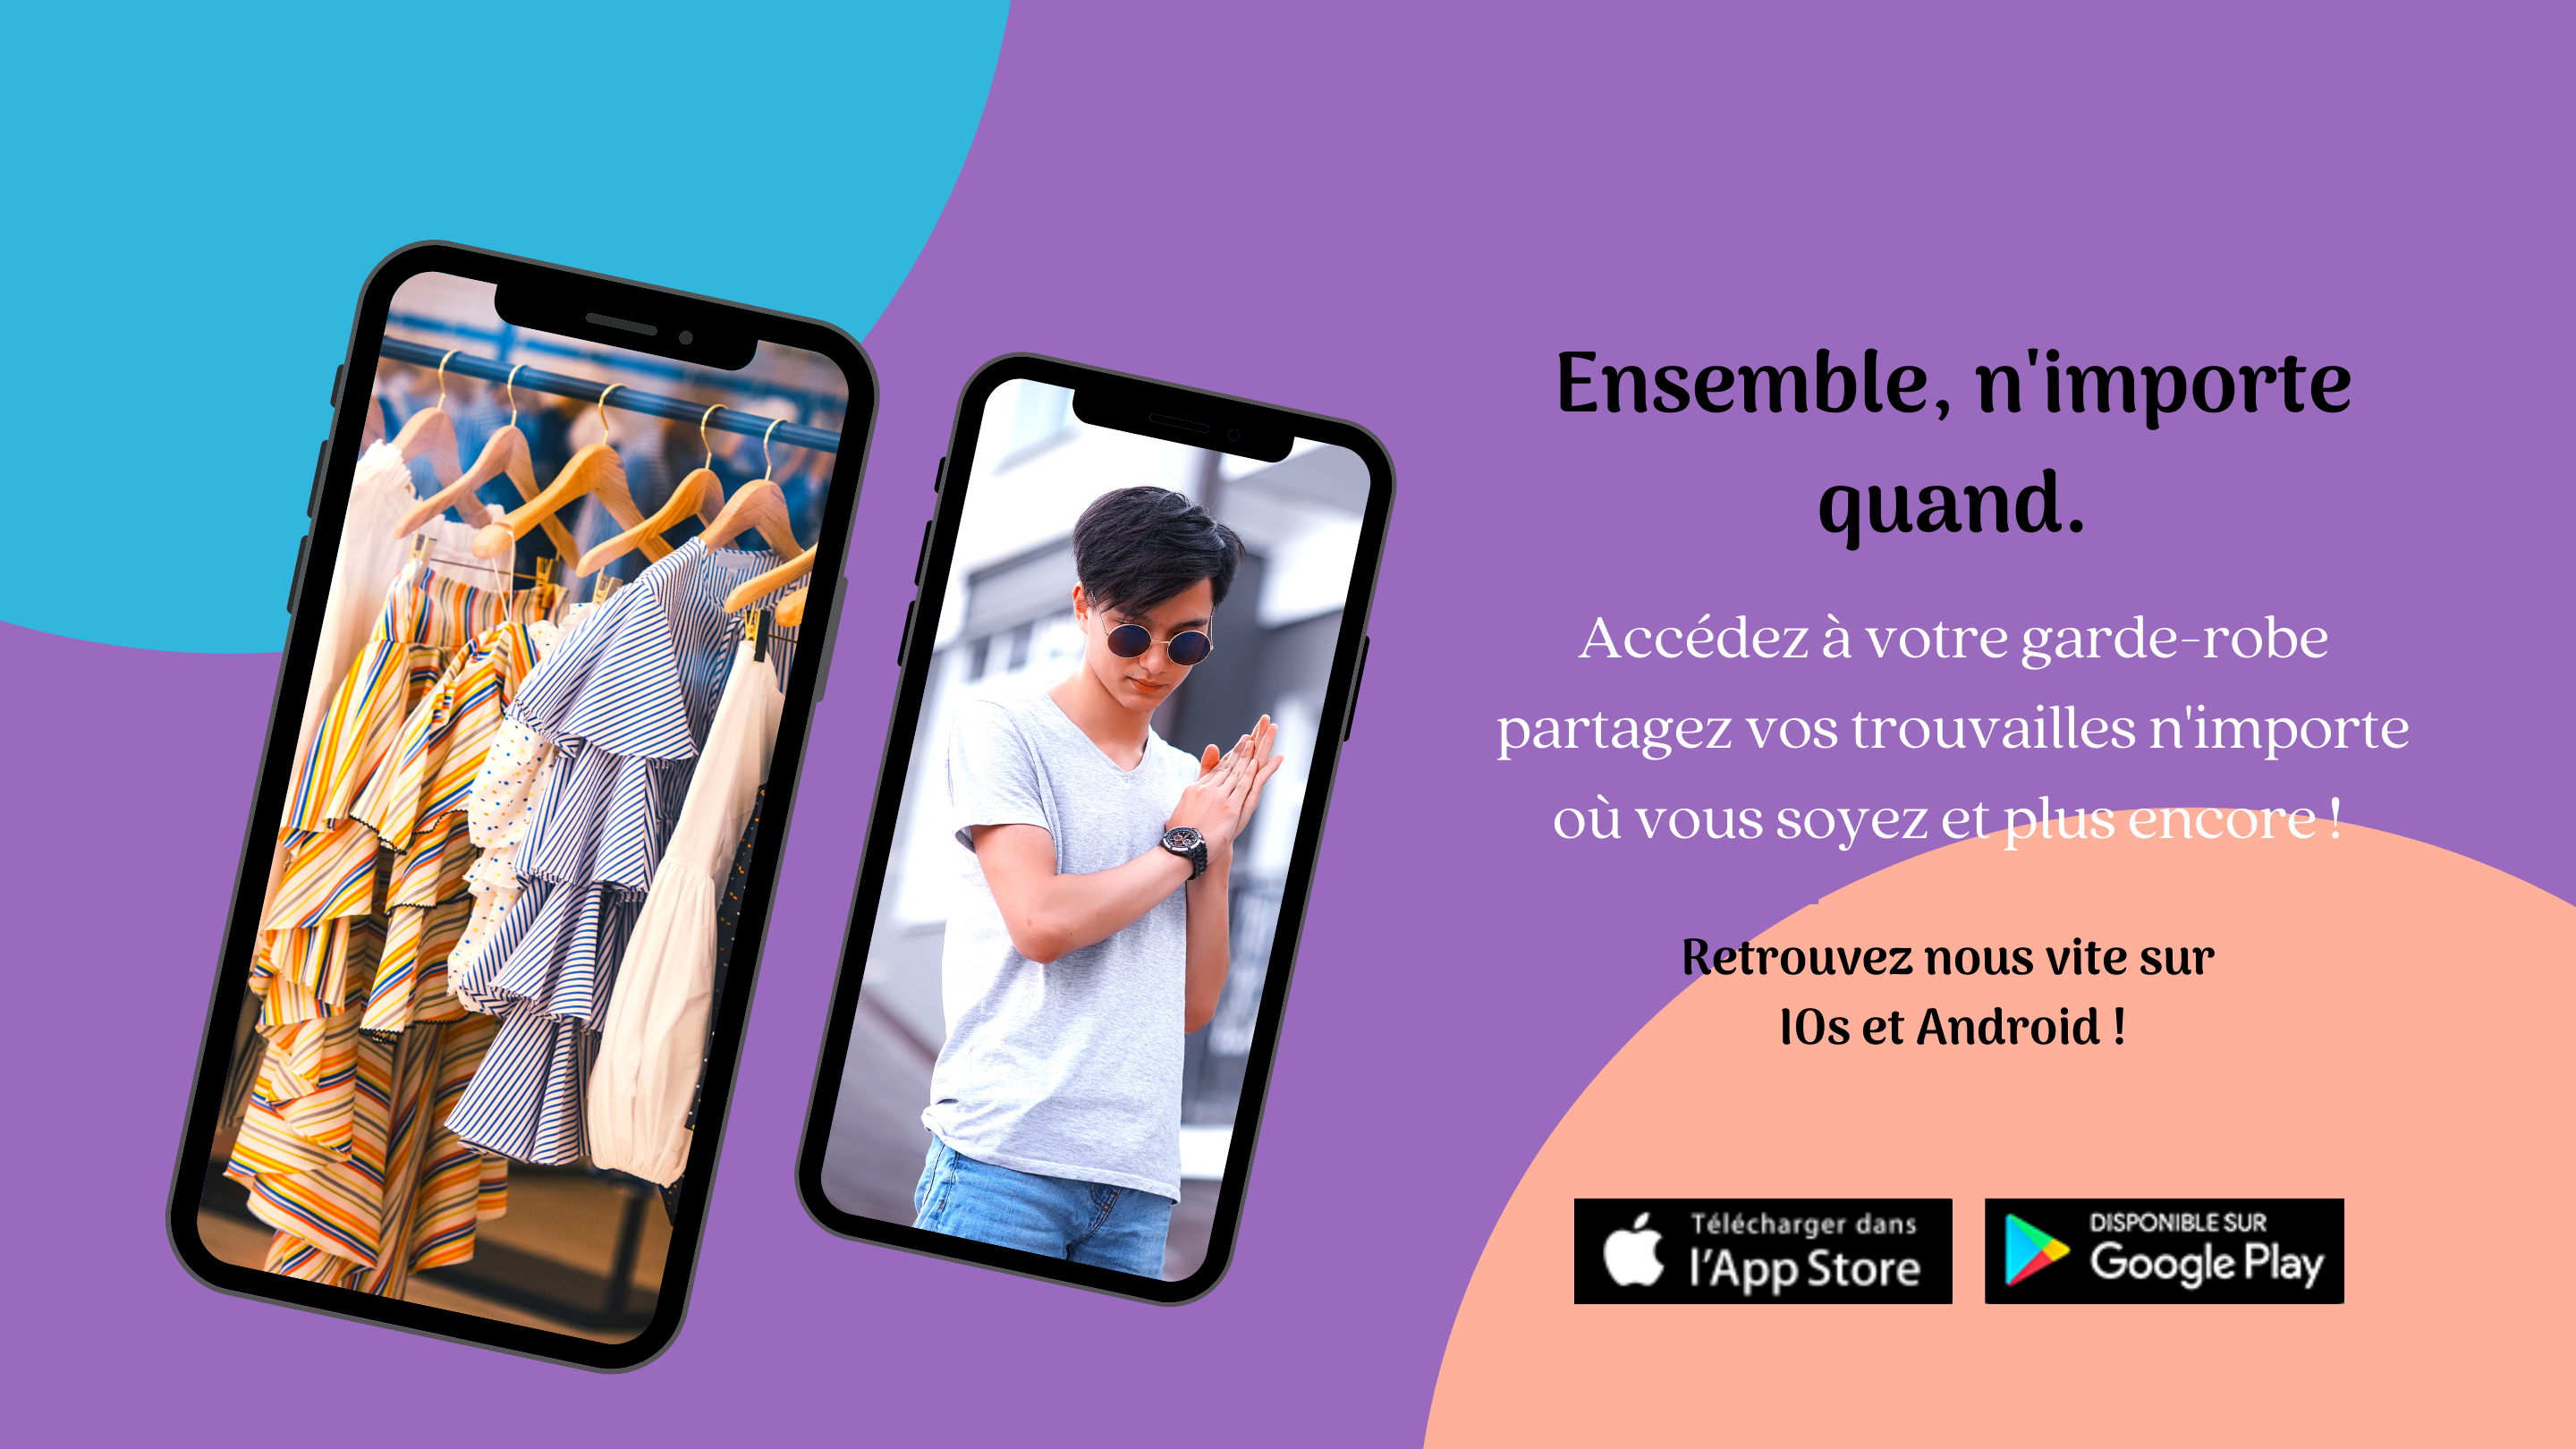 Ensemble, n'importe
quand.
Accédez à votre garde-robe
partagez vos trouvailles n'importe
où vous soyez et plus encore !
Retrouvez nous vite sur
IOs et Android !
Télécharger dans
l'App Store
DISPONIBLE SUR
Google Play